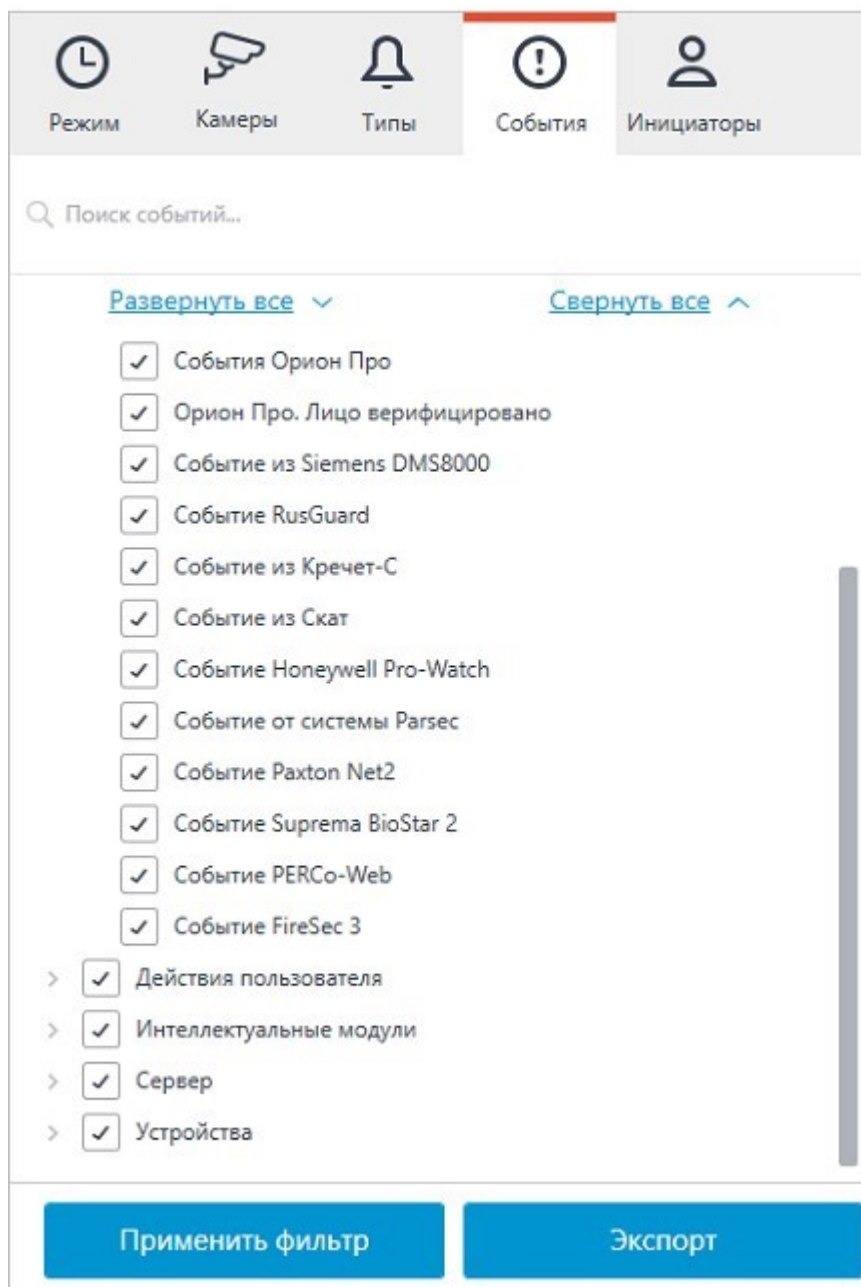 Режим Камеры Типы События Инициаторы
Поиск событий...
Развернуть все Свернуть все
События Орион Про
Орион Про. Лицо верифицировано
Событие из Siemens DMS8000
Событие RusGuard
Событие из Кречет-С
Событие из Скат
Событие Honeywell Pro-Watch
Событие от системы Parsec
Событие Paxton Net2
Событие Suprema BioStar 2
Событие PERCo-Web
Событие FireSec 3
Действия пользователя
Интеллектуальные модули
Сервер
Устройства
Применить фильтр Экспорт